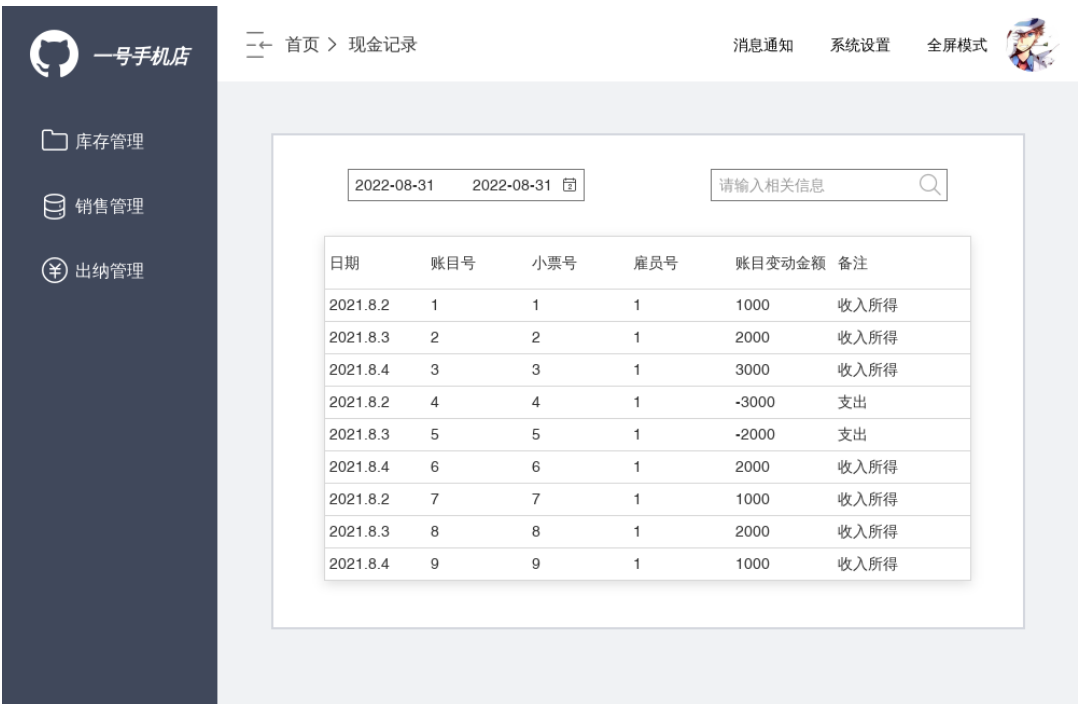 一号手机店
首页 > 现金记录
消息通知 系统设置 全屏模式
库存管理
销售管理
出纳管理
2022-08-31 2022-08-31
请输入相关信息
日期 账目号 小票号 雇员号 账目变动金额 备注
2021.8.2 1 1 1 1000 收入所得
2021.8.3 2 2 1 2000 收入所得
2021.8.4 3 3 1 3000 收入所得
2021.8.2 4 4 1 -3000 支出
2021.8.3 5 5 1 -2000 支出
2021.8.4 6 6 1 2000 收入所得
2021.8.2 7 7 1 1000 收入所得
2021.8.3 8 8 1 2000 收入所得
2021.8.4 9 9 1 1000 收入所得